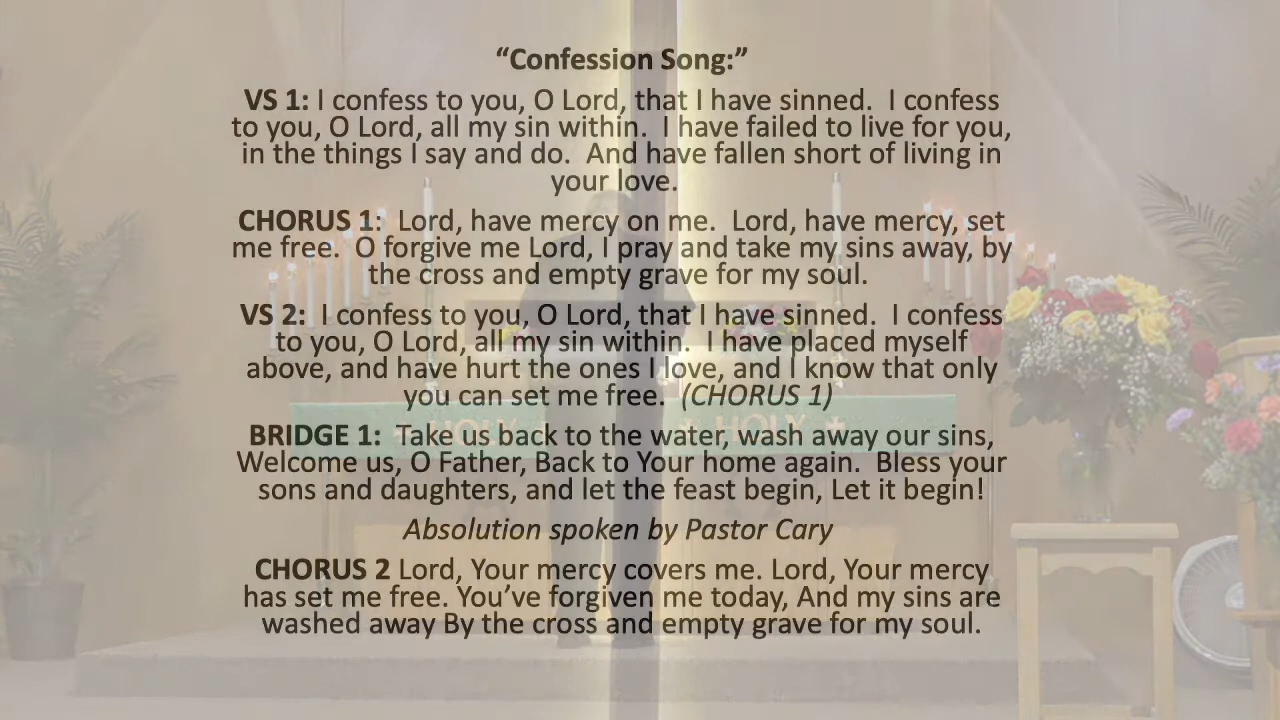 “Confession Song:”
VS 1: I confess to you, O Lord, that I have sinned.  I confess
to you, O Lord, all my sin within.  I have failed to live for you,
in the things I say and do.  And have fallen short of living in
your love.
CHORUS 1:  Lord, have mercy on me.  Lord, have mercy, set
me free.  O forgive me Lord, I pray and take my sins away, by
the cross and empty grave for my soul.
VS 2:  I confess to you, O Lord, that I have sinned.  I confess
to you, O Lord, all my sin within.  I have placed myself
above, and have hurt the ones I love, and I know that only
you can set me free.  (CHORUS 1)
HOLY HOLY
BRIDGE 1:  Take us back to the water, wash away our sins,
Welcome us, O Father, Back to Your home again.  Bless your
sons and daughters, and let the feast begin, Let it begin!
Absolution spoken by Pastor Cary
CHORUS 2 Lord, Your mercy covers me. Lord, Your mercy
has set me free. You’ve forgiven me today, And my sins are
washed away By the cross and empty grave for my soul.